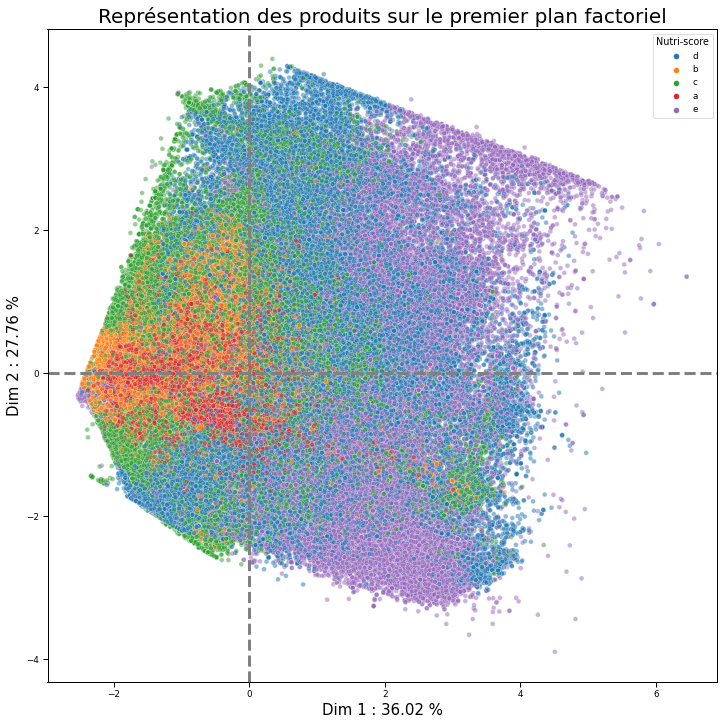 Représentation des produits sur le premier plan factoriel
Nutri-score
d
b
c
a
e
4
2
0
−2
−4
Dim 2 : 27.76 %
−2
0
2
4
6
Dim 1 : 36.02 %